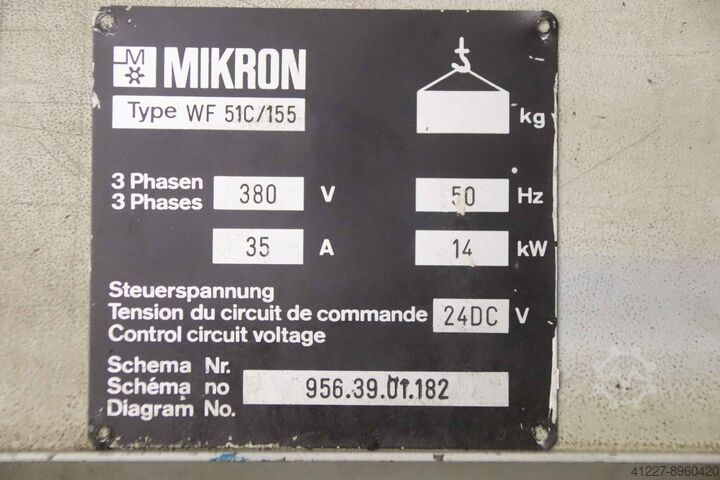 M MIKRON
Type WF 51C/155
kg
3 Phasen
3 Phases 380 V 50 Hz
35 A 14 kW
Steuerspannung
Tension du circuit de commande 24DC V
Control circuit voltage
Schema Nr.
Schéma no 956.39.01.182
Diagram No.
41227-8960420